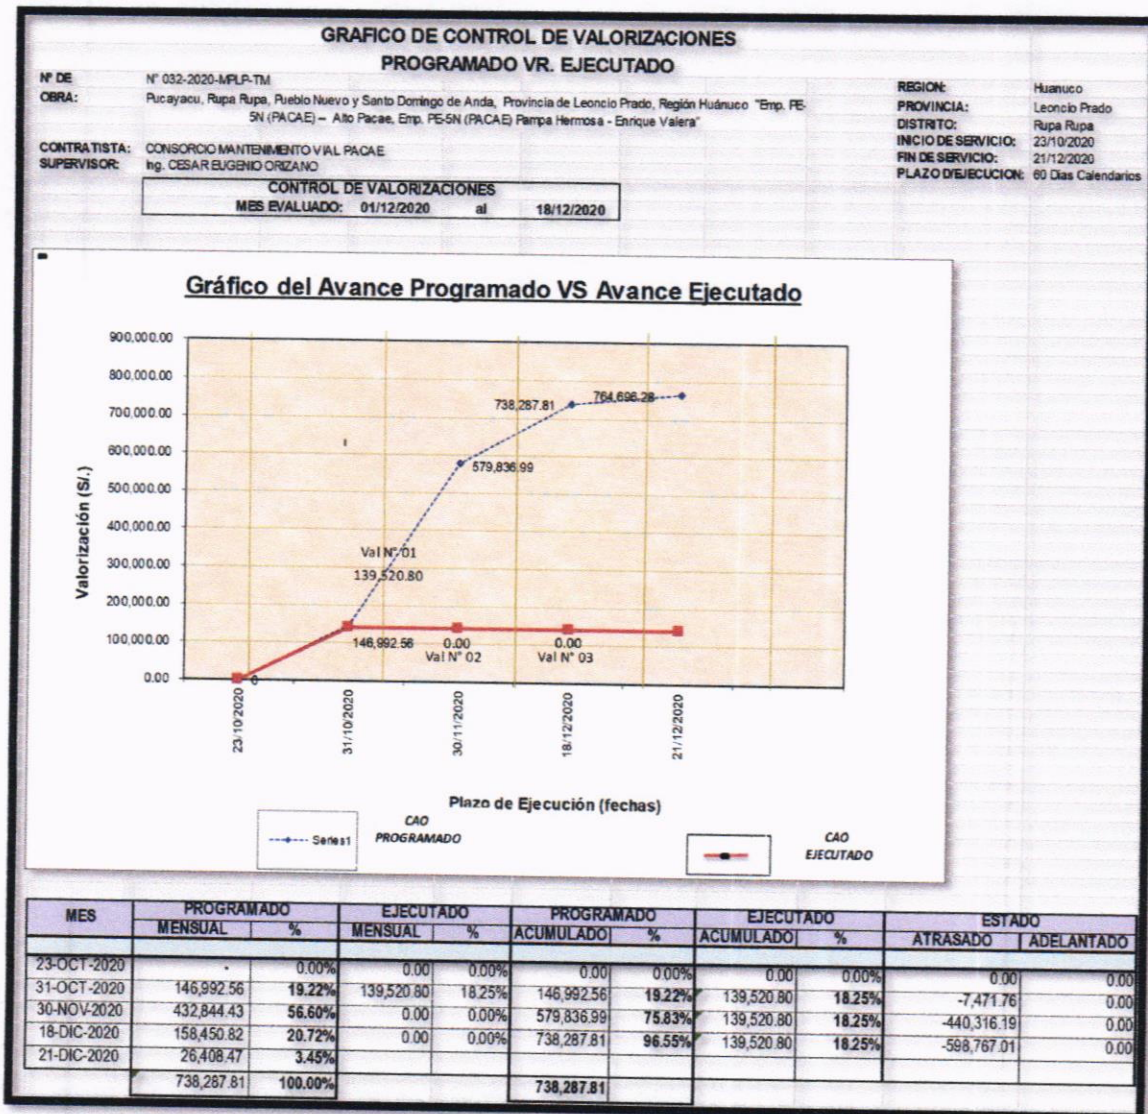 GRAFICO DE CONTROL DE VALORIZACIONES
PROGRAMADO VR. EJECUTADO
Nº DE N° 032-2020-MPLP-TM
OBRA: Pucayacu, Rupa Rupa, Pueblo Nuevo y Santo Domingo de Anda, Provincia de Leoncio Prado, Región Huánuco "Emp. PE-
5N (PACAE) – Alto Pacae, Emp. PE-5N (PACAE) Pampa Hermosa - Enrique Valera"
CONTRATISTA: CONSORCIO MANTENIMIENTO VIAL PACAE
SUPERVISOR: Ing. CESAR EUGENIO ORIZANO
REGION: Huanuco
PROVINCIA: Leoncio Prado
DISTRITO: Rupa Rupa
INICIO DE SERVICIO: 23/10/2020
FIN DE SERVICIO: 21/12/2020
PLAZO D'EJECUCION: 60 Dias Calendarios
CONTROL DE VALORIZACIONES
MES EVALUADO: 01/12/2020 al 18/12/2020
Gráfico del Avance Programado VS Avance Ejecutado
Valorización (S/.)
900,000.00
800,000.00
700,000.00
600,000.00
500,000.00
400,000.00
300,000.00
200,000.00
100,000.00
0.00
738,287.81
764,696.28
579,836.99
Val N° 01
139,520.80
146,992.56
0.00
Val N° 02
0.00
Val N° 03
0
23/10/2020
31/10/2020
30/11/2020
18/12/2020
21/12/2020
Plazo de Ejecución (fechas)
Series1
CAO
PROGRAMADO
CAO
EJECUTADO
MES PROGRAMADO EJECUTADO PROGRAMADO EJECUTADO ESTADO
MENSUAL % MENSUAL % ACUMULADO % ACUMULADO % ATRASADO ADELANTADO
23-OCT-2020 - 0.00% 0.00 0.00% 0.00 0.00% 0.00 0.00% 0.00 0.00
31-OCT-2020 146,992.56 19.22% 139,520.80 18.25% 146,992.56 19.22% 139,520.80 18.25% -7,471.76 0.00
30-NOV-2020 432,844.43 56.60% 0.00 0.00% 579,836.99 75.83% 139,520.80 18.25% -440,316.19 0.00
18-DIC-2020 158,450.82 20.72% 0.00 0.00% 738,287.81 96.55% 139,520.80 18.25% -598,767.01 0.00
21-DIC-2020 26,408.47 3.45%
738,287.81 100.00% 738,287.81